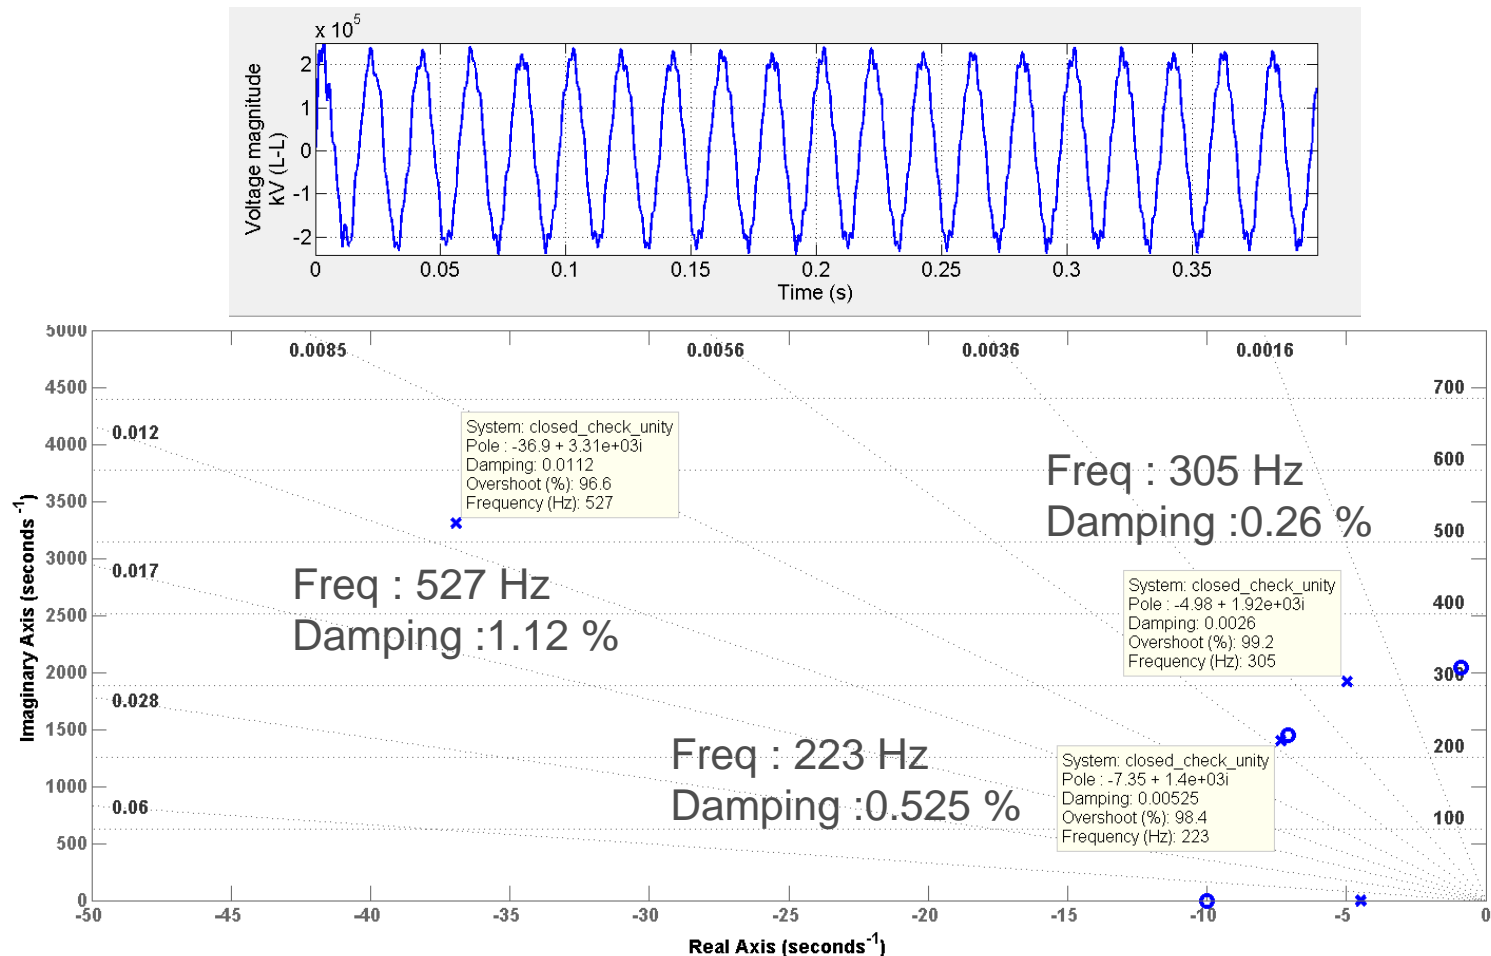 x 10^5
Voltage magnitude
kV (L-L)
2
1
0
-1
-2
0
0.05
0.1
0.15
0.2
0.25
0.3
0.35
Time (s)
5000
4500
4000
3500
3000
2500
2000
1500
1000
500
0
Imaginary Axis (seconds^-1)
0.0085
0.0056
0.0036
0.0016
0.012
0.017
0.028
0.06
700
600
500
400
300
200
100
System: closed_check_unity
Pole : -36.9 + 3.31e+03i
Damping: 0.0112
Overshoot (%): 96.6
Frequency (Hz): 527
Freq : 305 Hz
Damping :0.26 %
Freq : 527 Hz
Damping :1.12 %
System: closed_check_unity
Pole : -4.98 + 1.92e+03i
Damping: 0.0026
Overshoot (%): 99.2
Frequency (Hz): 305
Freq : 223 Hz
Damping :0.525 %
System: closed_check_unity
Pole : -7.35 + 1.4e+03i
Damping: 0.00525
Overshoot (%): 98.4
Frequency (Hz): 223
-50
-45
-40
-35
-30
-25
-20
-15
-10
-5
0
Real Axis (seconds^-1)